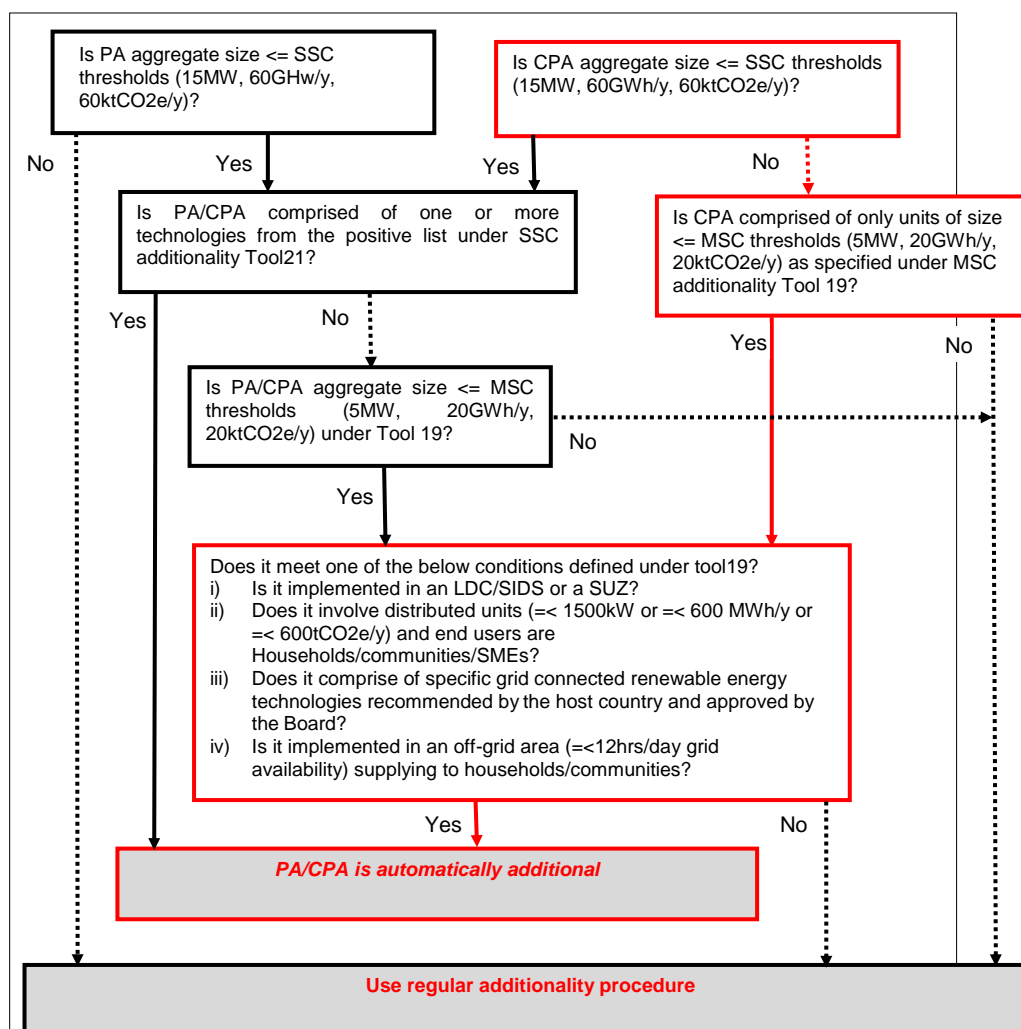 Is PA aggregate size <= SSC
thresholds (15MW, 60GHw/y,
60ktCO2e/y)?
Is CPA aggregate size <= SSC thresholds
(15MW, 60GWh/y, 60ktCO2e/y)?
No
Yes
Yes
No
Is PA/CPA comprised of one or more
technologies from the positive list under SSC
additionality Tool21?
Is CPA comprised of only units of size
<= MSC thresholds (5MW, 20GWh/y,
20ktCO2e/y) as specified under MSC
additionality Tool 19?
Yes
No
Yes
No
Is PA/CPA aggregate size <= MSC
thresholds (5MW, 20GWh/y,
20ktCO2e/y) under Tool 19?
No
Yes
Does it meet one of the below conditions defined under tool19?
i) Is it implemented in an LDC/SIDS or a SUZ?
ii) Does it involve distributed units (=< 1500kW or =< 600 MWh/y or
=< 600tCO2e/y) and end users are
Households/communities/SMEs?
iii) Does it comprise of specific grid connected renewable energy
technologies recommended by the host country and approved by
the Board?
iv) Is it implemented in an off-grid area (=<12hrs/day grid
availability) supplying to households/communities?
Yes
No
PA/CPA is automatically additional
Use regular additionality procedure